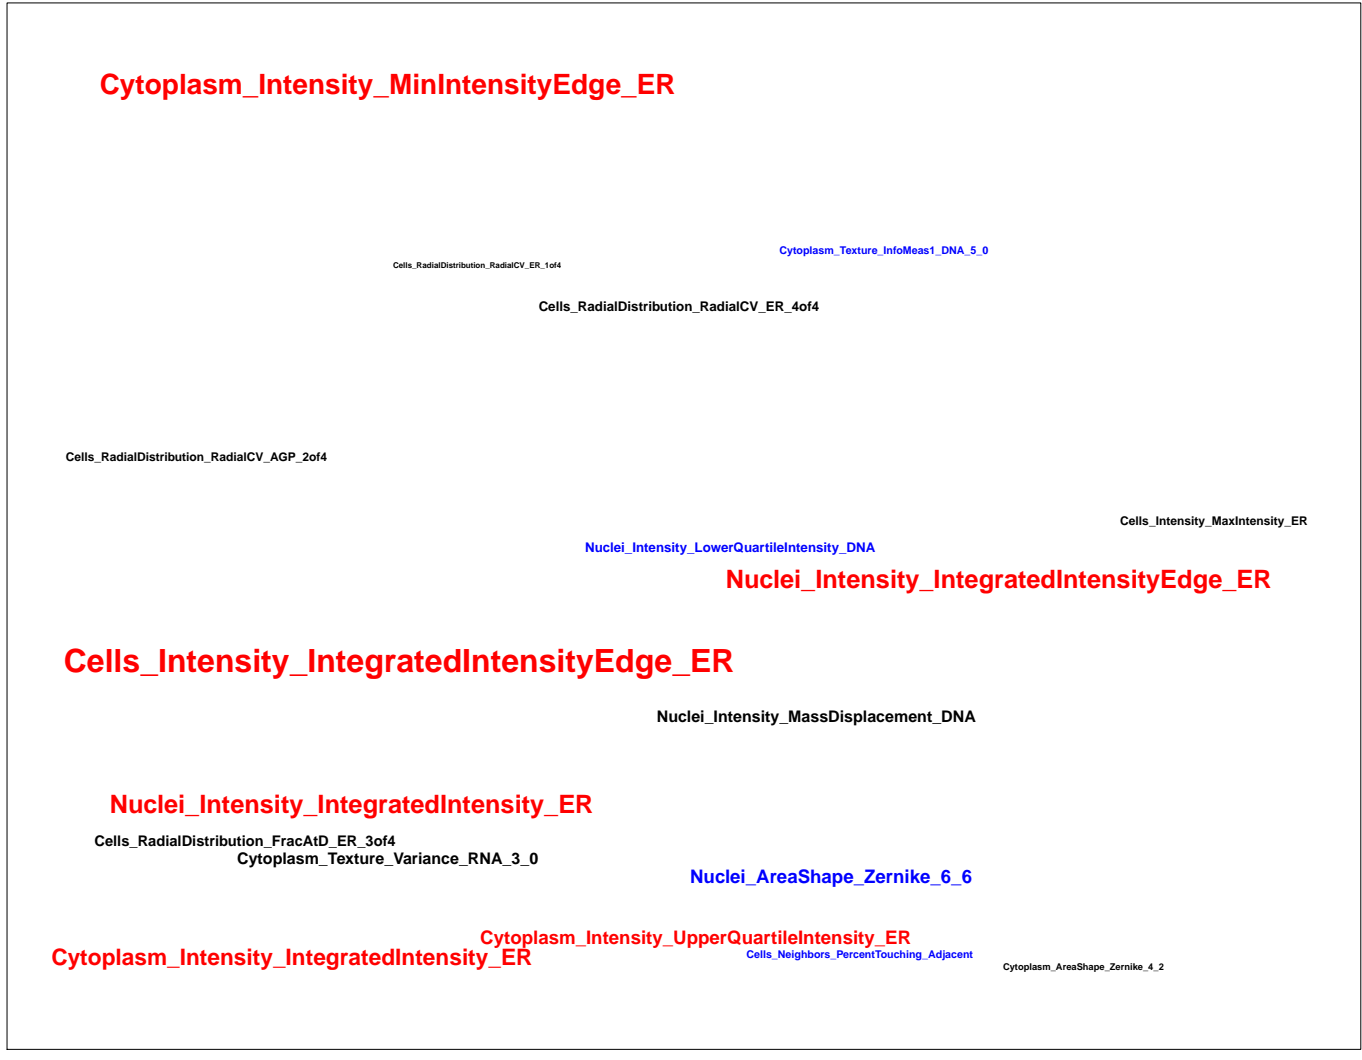 Cytoplasm_Intensity_MinIntensityEdge_ER
Cytoplasm_Texture_InfoMeas1_DNA_5_0
Cells_RadialDistribution_RadialCV_ER_1of4
Cells_RadialDistribution_RadialCV_ER_4of4
Cells_RadialDistribution_RadialCV_AGP_2of4
Cells_Intensity_MaxIntensity_ER
Nuclei_Intensity_LowerQuartileIntensity_DNA
Nuclei_Intensity_IntegratedIntensityEdge_ER
Cells_Intensity_IntegratedIntensityEdge_ER
Nuclei_Intensity_MassDisplacement_DNA
Nuclei_Intensity_IntegratedIntensity_ER
Cells_RadialDistribution_FracAtD_ER_3of4
Cytoplasm_Texture_Variance_RNA_3_0
Nuclei_AreaShape_Zernike_6_6
Cytoplasm_Intensity_UpperQuartileIntensity_ER
Cytoplasm_Intensity_IntegratedIntensity_ER
Cells_Neighbors_PercentTouching_Adjacent
Cytoplasm_AreaShape_Zernike_4_2